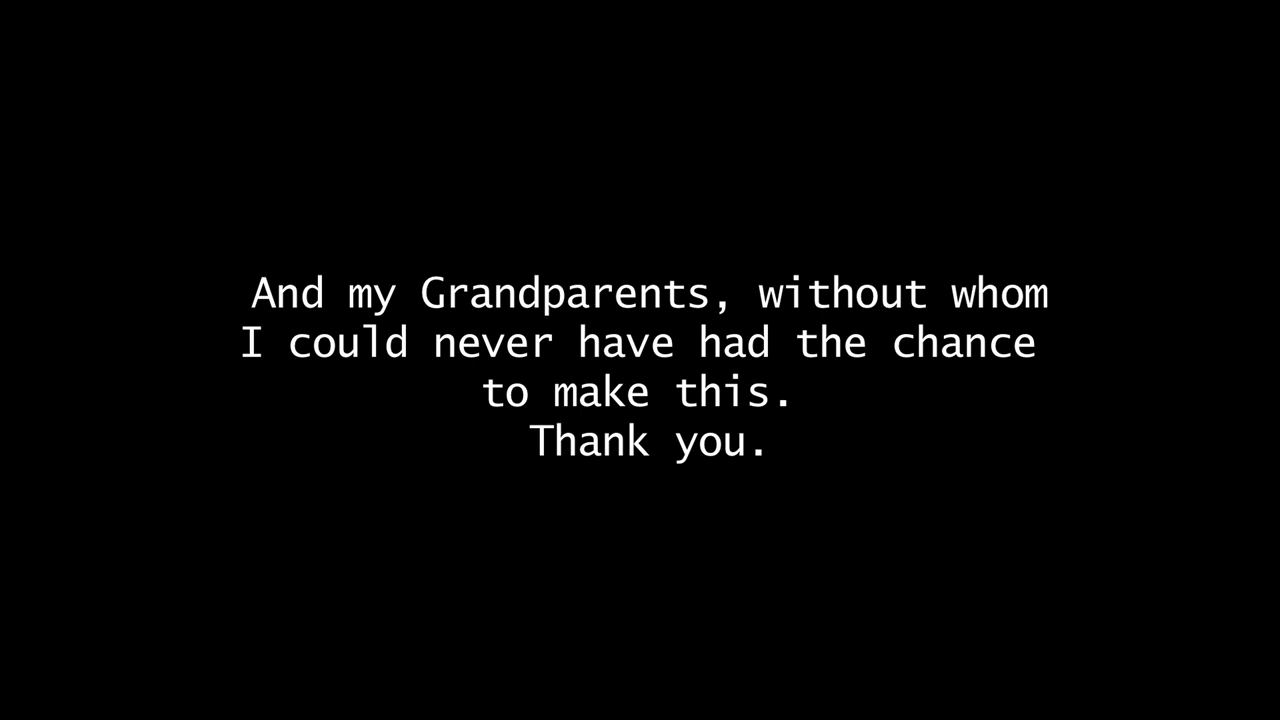 And my Grandparents, without whom
I could never have had the chance
to make this.
Thank you.